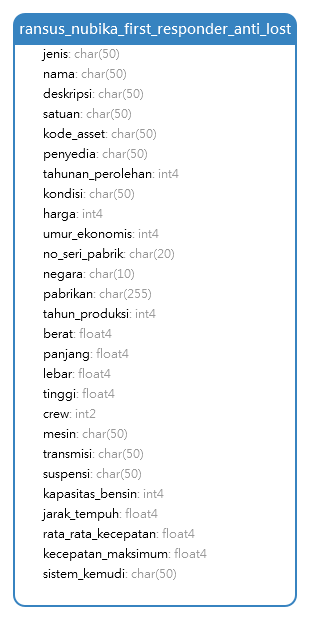 ransus_nubika_first_responder_anti_lost
jenis: char(50)
nama: char(50)
deskripsi: char(50)
satuan: char(50)
kode_asset: char(50)
penyedia: char(50)
tahunan_perolehan: int4
kondisi: char(50)
harga: int4
umur_ekonomis: int4
no_seri_pabrik: char(20)
negara: char(10)
pabrikan: char(255)
tahun_produksi: int4
berat: float4
panjang: float4
lebar: float4
tinggi: float4
crew: int2
mesin: char(50)
transmisi: char(50)
suspensi: char(50)
kapasitas_bensin: int4
jarak_tempuh: float4
rata_rata_kecepatan: float4
kecepatan_maksimum: float4
sistem_kemudi: char(50)